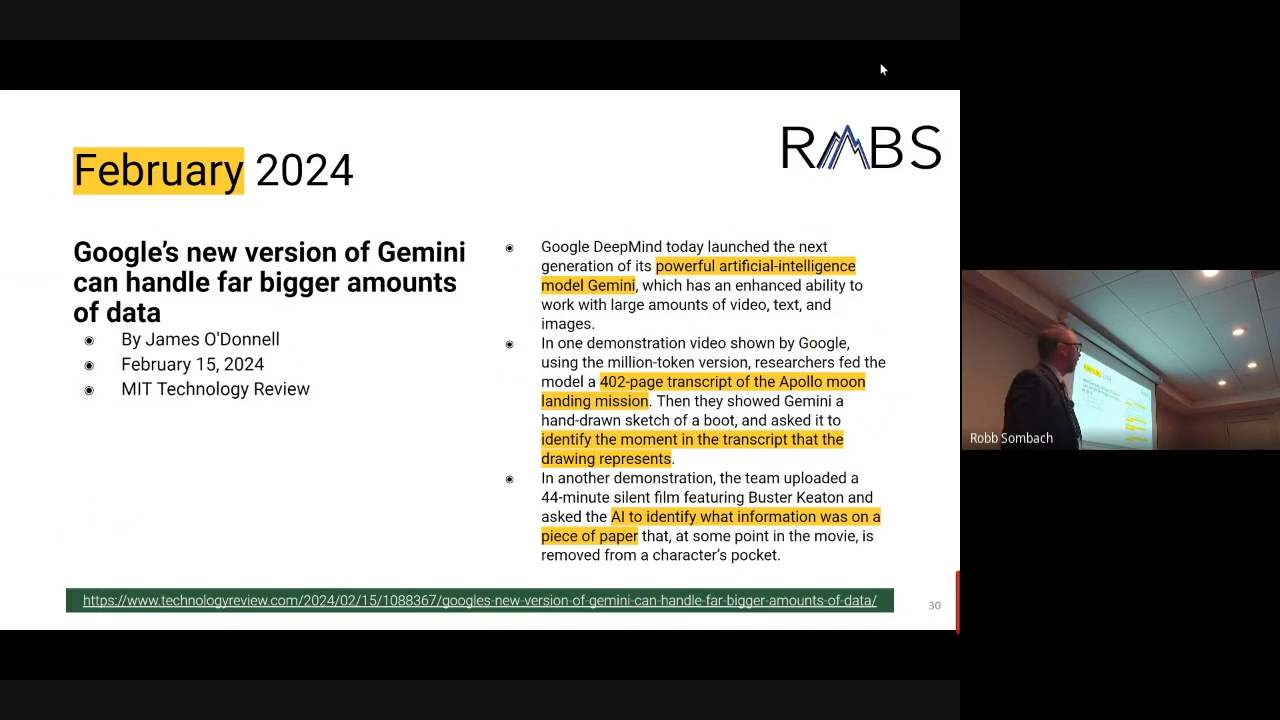 February 2024
RABS
Google's new version of Gemini
can handle far bigger amounts
of data
By James O'Donnell
February 15, 2024
MIT Technology Review
Google DeepMind today launched the next
generation of its powerful artificial-intelligence
model Gemini, which has an enhanced ability to
work with large amounts of video, text, and
images.
In one demonstration video shown by Google,
using the million-token version, researchers fed the
model a 402-page transcript of the Apollo moon
landing mission. Then they showed Gemini a
hand-drawn sketch of a boot, and asked it to
identify the moment in the transcript that the
drawing represents.
In another demonstration, the team uploaded a
44-minute silent film featuring Buster Keaton and
asked the AI to identify what information was on a
piece of paper that, at some point in the movie, is
removed from a character's pocket.
https://www.technologyreview.com/2024/02/15/1088367/googles-new-version-of-gemini-can-handle-far-bigger-amounts-of-data/
30
Robb Sombach